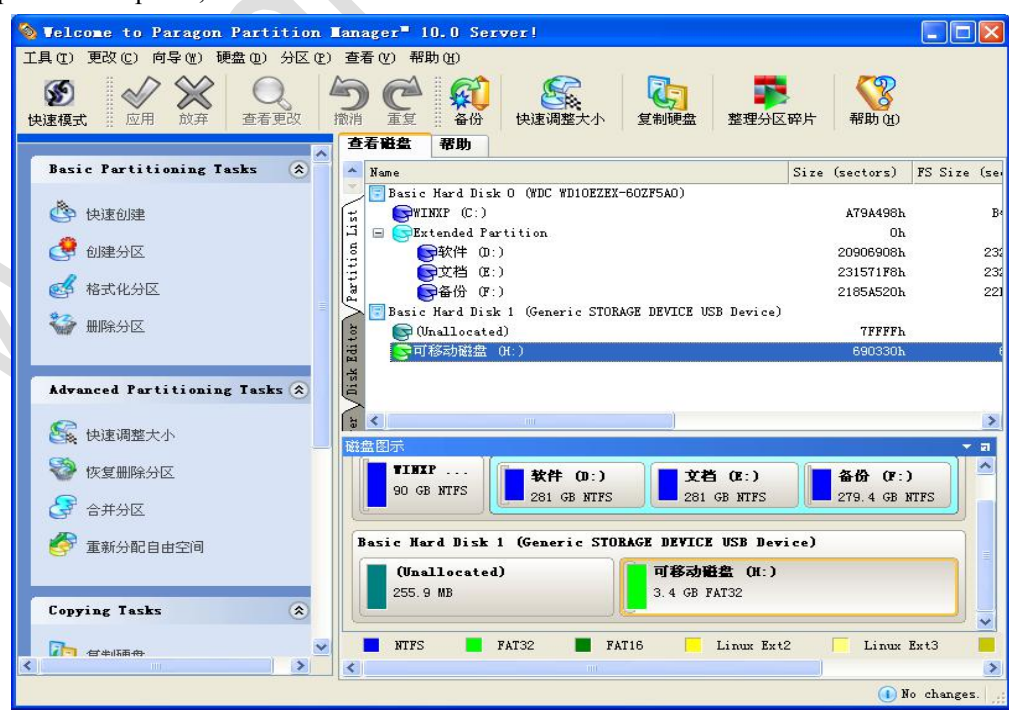 Welcome to Paragon Partition Manager™ 10.0 Server!
工具(T) 更改(C) 向导(W) 硬盘(D) 分区(P) 查看(V) 帮助(H)
快速模式 应用 放弃 查看更改 撤消 重复 备份 快速调整大小 复制硬盘 整理分区碎片 帮助(H)
Basic Partitioning Tasks
快速创建
创建分区
格式化分区
删除分区
Advanced Partitioning Tasks
快速调整大小
恢复删除分区
合并分区
重新分配自由空间
Copying Tasks
复制硬盘
查看磁盘 帮助
Partition List
Disk Editor
Name Size (sectors) FS Size (se
Basic Hard Disk 0 (WDC WD10EZEX-60ZF5A0)
WINXP (C:) A79A498h
Extended Partition 0h
软件 (D:) 20906908h 232
文档 (E:) 231571F8h 232
备份 (F:) 2185A520h 221
Basic Hard Disk 1 (Generic STORAGE DEVICE USB Device)
(Unallocated) 7FFFFh
可移动磁盘 (H:) 690330h
磁盘图示
WINXP ...
90 GB NTFS
软件 (D:)
281 GB NTFS
文档 (E:)
281 GB NTFS
备份 (F:)
279.4 GB NTFS
Basic Hard Disk 1 (Generic STORAGE DEVICE USB Device)
(Unallocated)
255.9 MB
可移动磁盘 (H:)
3.4 GB FAT32
NTFS FAT32 FAT16 Linux Ext2 Linux Ext3
No changes.